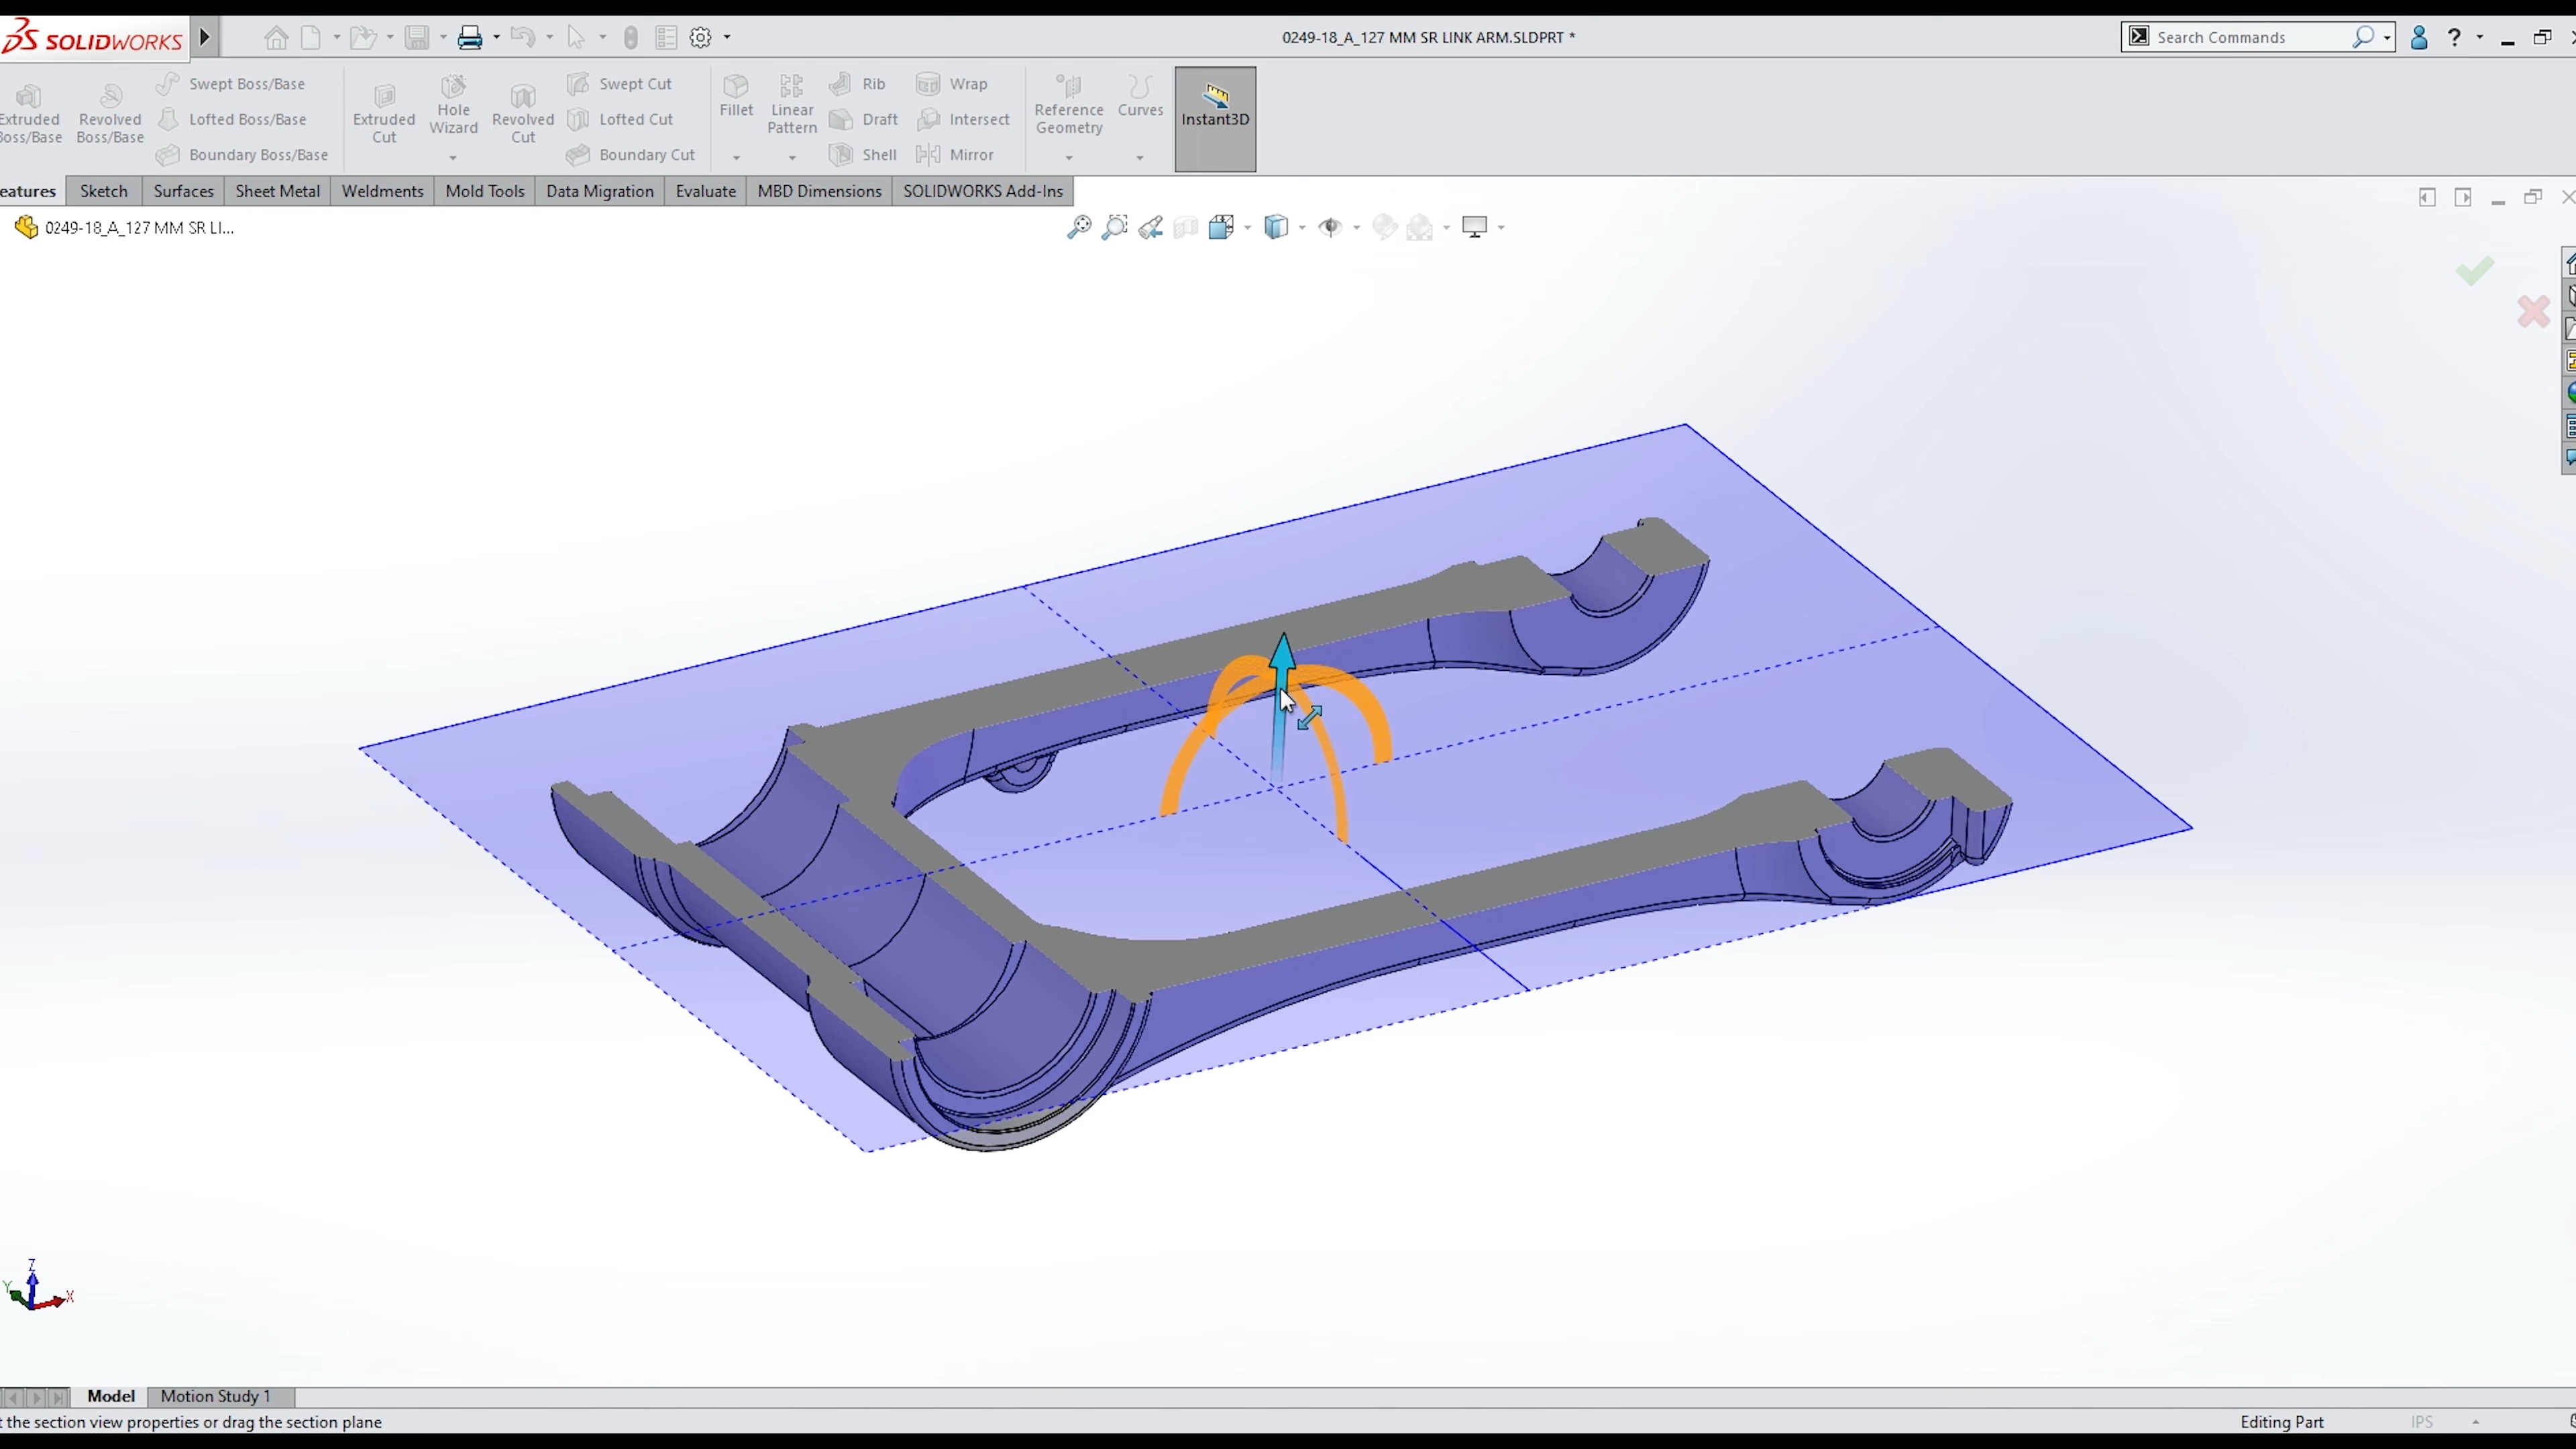 SOLIDWORKS
0249-18_A_127 MM SR LINK ARM.SLDPRT *
Search Commands
?
Extruded Boss/Base
Revolved Boss/Base
Swept Boss/Base
Lofted Boss/Base
Boundary Boss/Base
Extruded Cut
Hole Wizard
Revolved Cut
Swept Cut
Lofted Cut
Boundary Cut
Fillet
Linear Pattern
Rib
Draft
Shell
Wrap
Intersect
Mirror
Reference Geometry
Curves
Instant3D
eatures
Sketch
Surfaces
Sheet Metal
Weldments
Mold Tools
Data Migration
Evaluate
MBD Dimensions
SOLIDWORKS Add-Ins
0249-18_A_127 MM SR LI...
Z
Y
X
Model
Motion Study 1
t the section view properties or drag the section plane
Editing Part
IPS